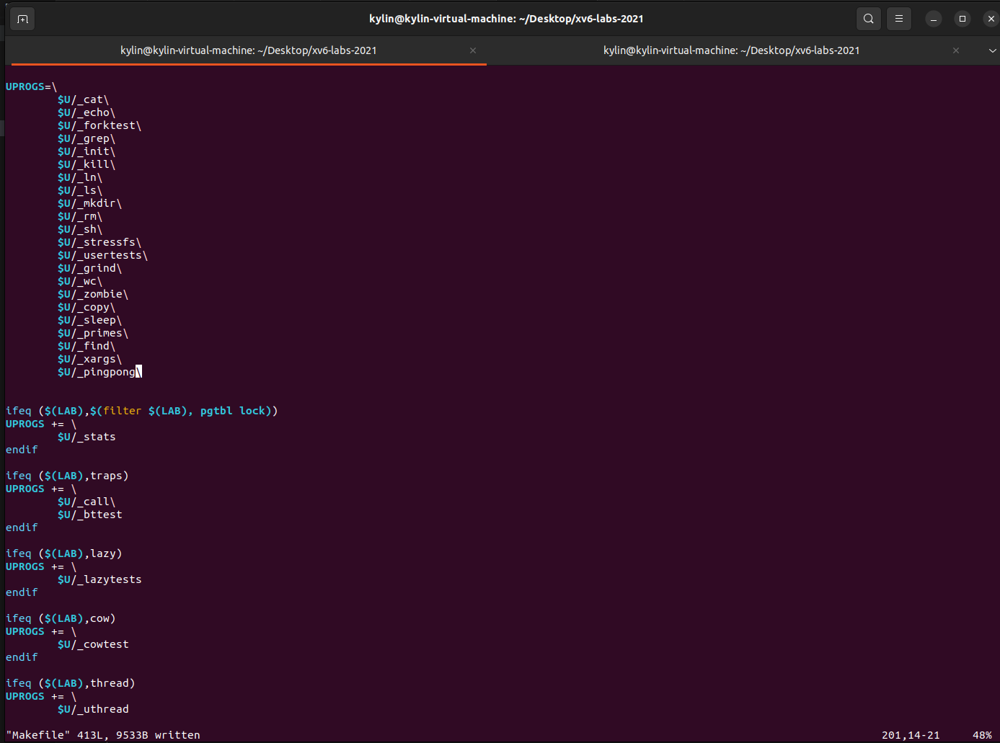 kylin@kylin-virtual-machine: ~/Desktop/xv6-labs-2021
kylin@kylin-virtual-machine: ~/Desktop/xv6-labs-2021
kylin@kylin-virtual-machine: ~/Desktop/xv6-labs-2021
UPROGS=\
$U/_cat\
$U/_echo\
$U/_forktest\
$U/_grep\
$U/_init\
$U/_kill\
$U/_ln\
$U/_ls\
$U/_mkdir\
$U/_rm\
$U/_sh\
$U/_stressfs\
$U/_usertests\
$U/_grind\
$U/_wc\
$U/_zombie\
$U/_copy\
$U/_sleep\
$U/_primes\
$U/_find\
$U/_xargs\
$U/_pingpong\
ifeq ($(LAB),$(filter $(LAB), pgtbl lock))
UPROGS += \
$U/_stats
endif
ifeq ($(LAB),traps)
UPROGS += \
$U/_call\
$U/_bttest
endif
ifeq ($(LAB),lazy)
UPROGS += \
$U/_lazytests
endif
ifeq ($(LAB),cow)
UPROGS += \
$U/_cowtest
endif
ifeq ($(LAB),thread)
UPROGS += \
$U/_uthread
"Makefile" 413L, 9533B written 201,14-21 48%